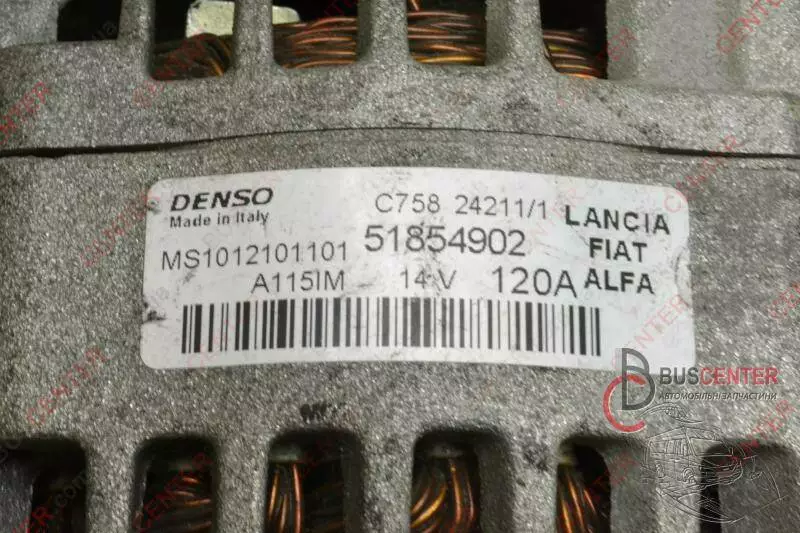 DENSO
Made in Italy
C758 24211/1
LANCIA
MS1012101101
51854902
FIAT
A115IM
14 V
120A
ALFA
BUSCENTER
АВТОМОБІЛЬНІ ЗАПЧАСТИНИ